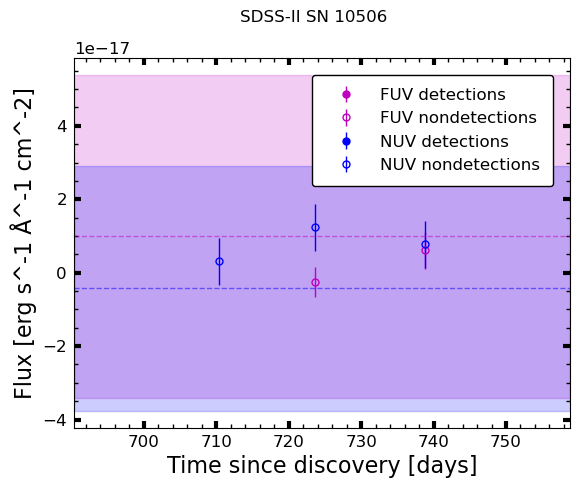 SDSS-II SN 10506
1e−17
FUV detections
FUV nondetections
NUV detections
NUV nondetections
4
2
0
−2
−4
Flux [erg s^-1 Å^-1 cm^-2]
700 710 720 730 740 750
Time since discovery [days]